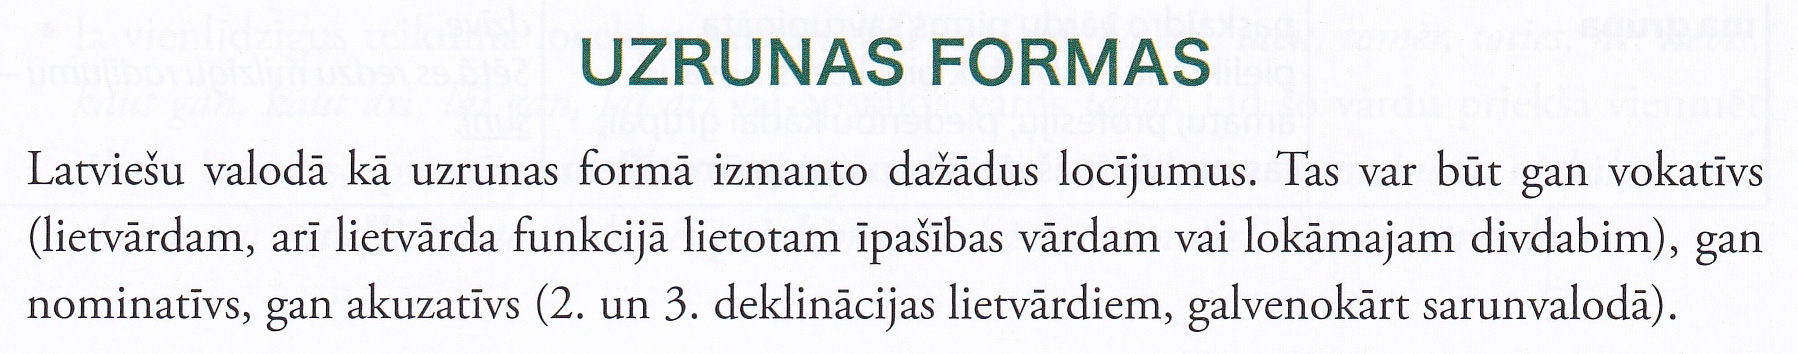 UZRUNAS FORMAS
Latviešu valodā kā uzrunas formā izmanto dažādus locījumus. Tas var būt gan vokatīvs
(lietvārdam, arī lietvārda funkcijā lietotam īpašības vārdam vai lokāmajam divdabim), gan
nominatīvs, gan akuzatīvs (2. un 3. deklinācijas lietvārdiem, galvenokārt sarunvalodā).